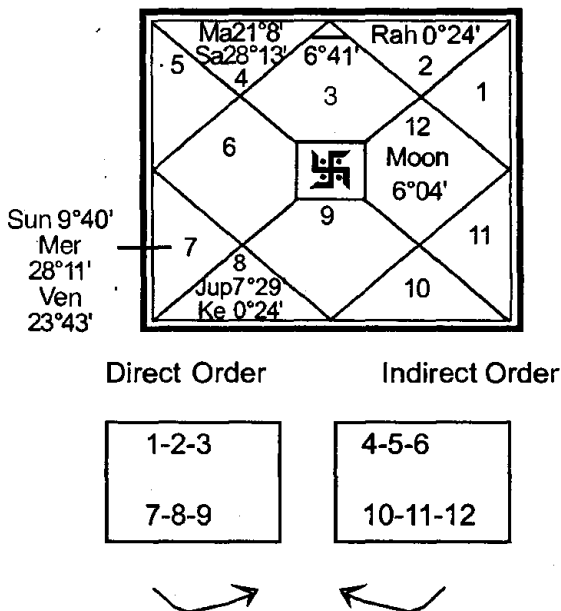 Ma21°8'
Sa28°13'
6°41'
Rah 0°24'
5
4
3
2
1
6
12
Moon
6°04'
Sun 9°40'
Mer
28°11'
Ven
23°43'
7
8
Jup7°29'
Ke 0°24'
9
10
11
Direct Order
Indirect Order
1-2-3
4-5-6
7-8-9
10-11-12